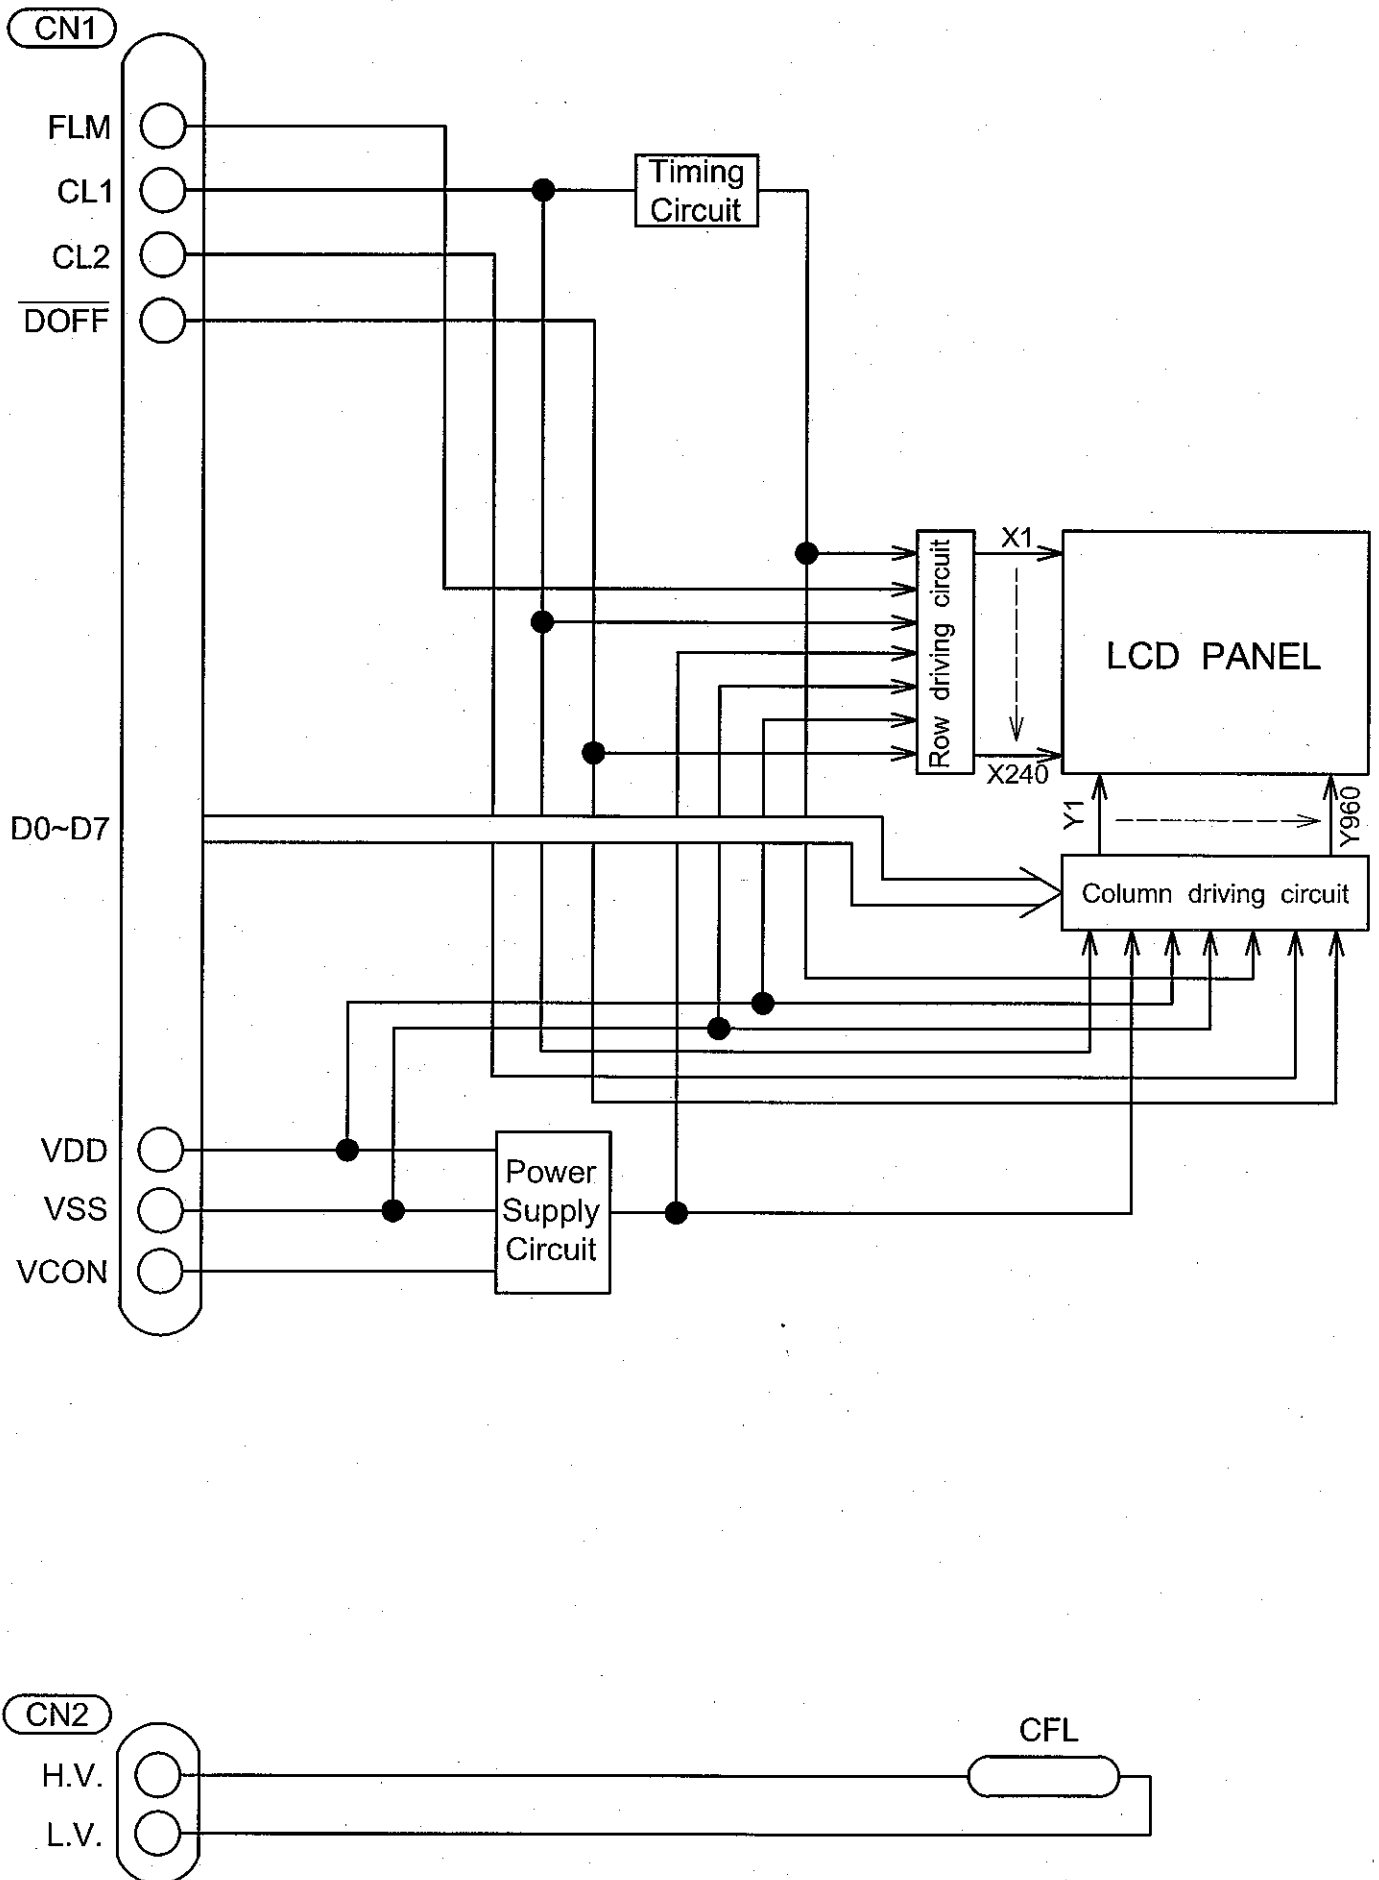 CN1
FLM
CL1
CL2
DOFF
Timing
Circuit
X1
Row driving circuit
LCD PANEL
X240
D0~D7
Y1
Y960
Column driving circuit
VDD
VSS
VCON
Power
Supply
Circuit
CN2
CFL
H.V.
L.V.